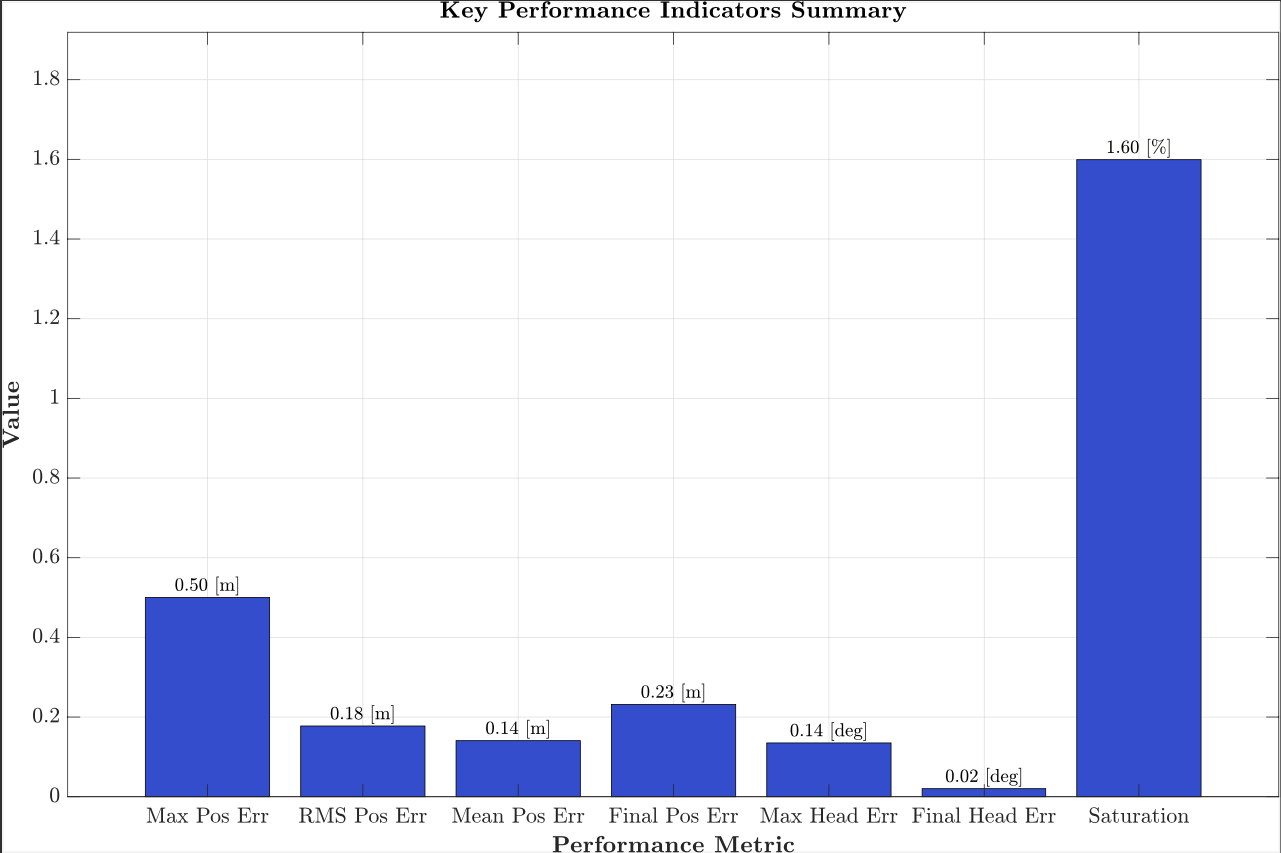 Key Performance Indicators Summary
1.8
1.6
1.4
1.2
1
0.8
0.6
0.4
0.2
0
Value
0.50 [m]
0.18 [m]
0.14 [m]
0.23 [m]
0.14 [deg]
0.02 [deg]
1.60 [%]
Max Pos Err RMS Pos Err Mean Pos Err Final Pos Err Max Head Err Final Head Err Saturation
Performance Metric